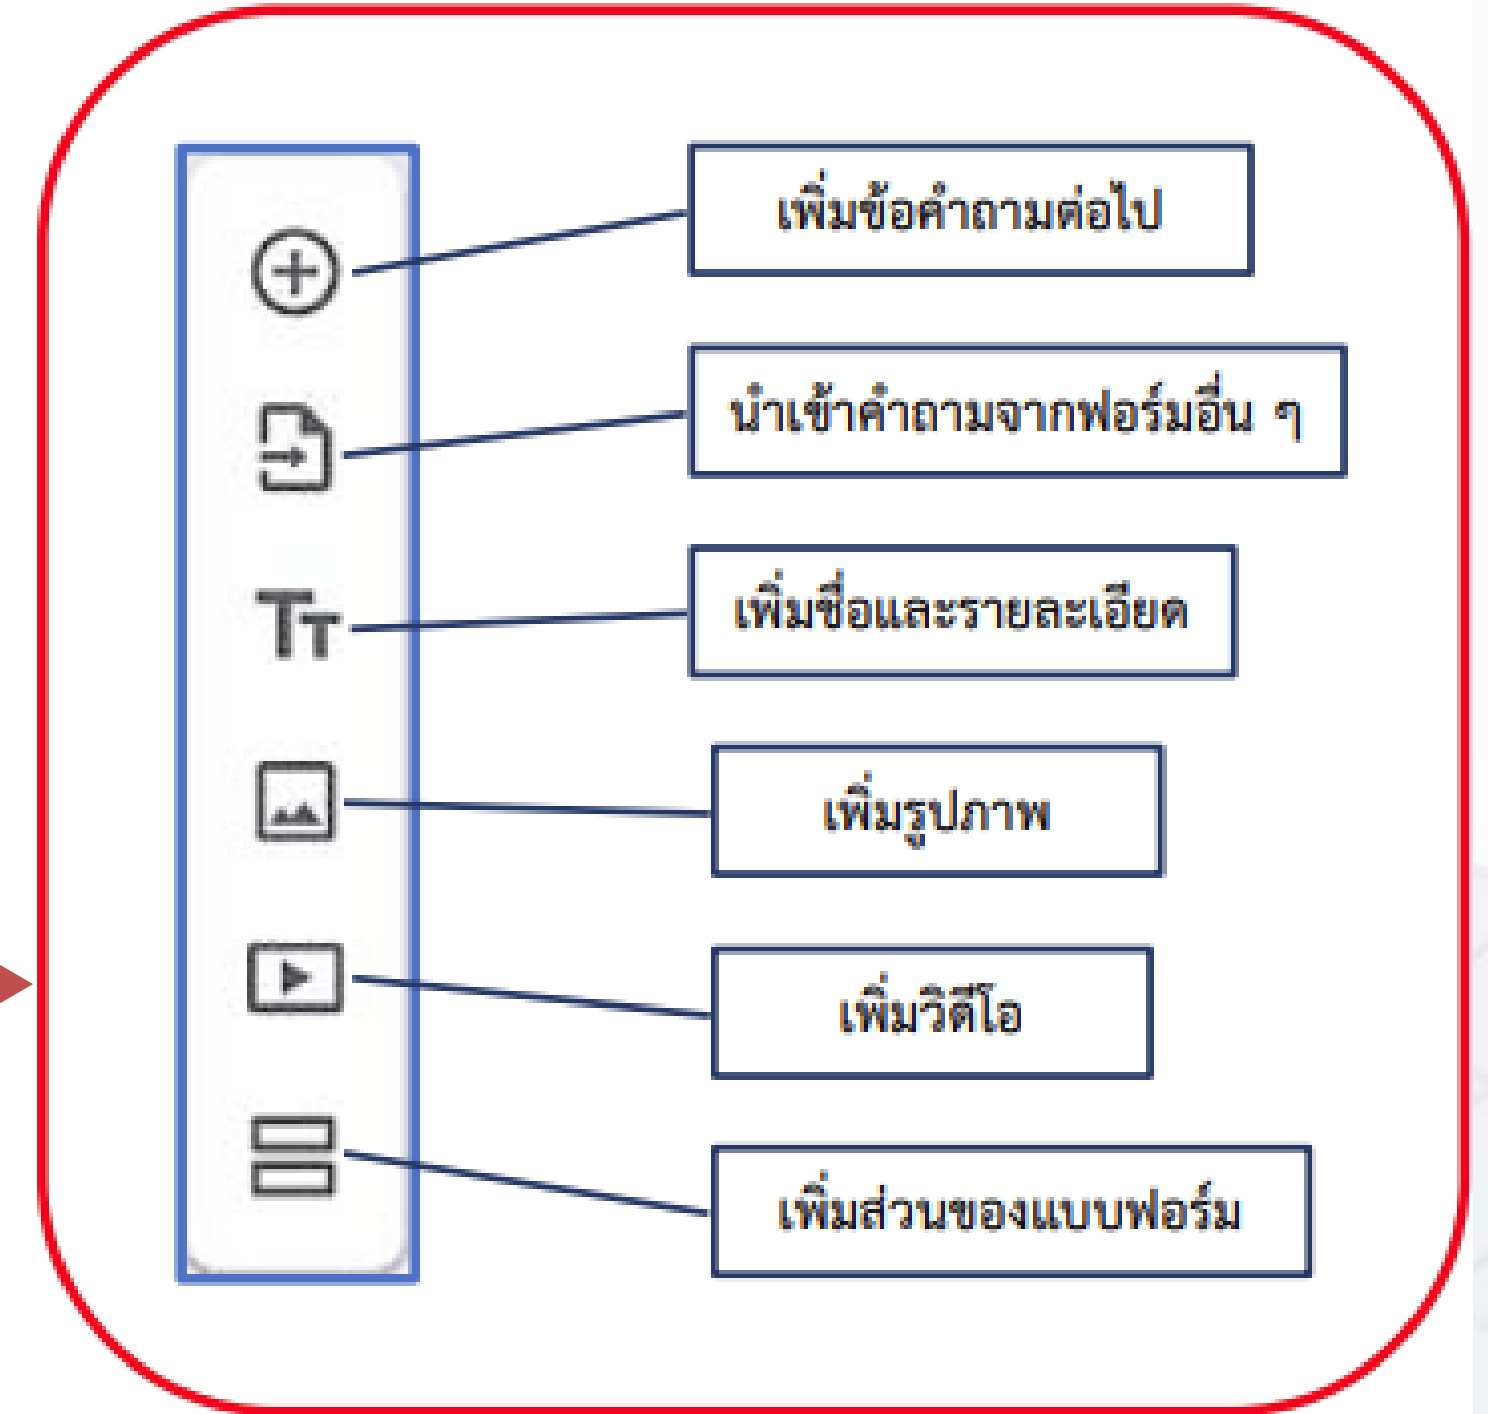 เพิ่มข้อคำถามต่อไป
นำเข้าคำถามจากฟอร์มอื่น ๆ
เพิ่มชื่อและรายละเอียด
เพิ่มรูปภาพ
เพิ่มวิดีโอ
เพิ่มส่วนของแบบฟอร์ม